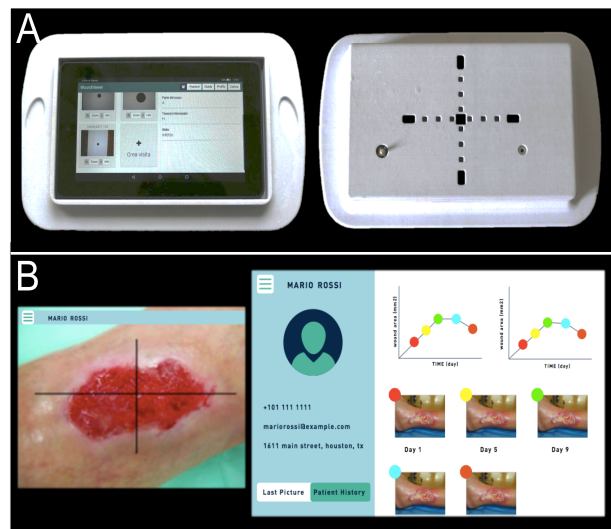 A
Crea visita
B
MARIO ROSSI
MARIO ROSSI
+101 111 1111
mariorossi@example.com
1611 main street, houston, tx
Last Picture
Patient History
wound area (mm2)
TIME (day)
wound area (mm2)
TIME (day)
Day 1
Day 5
Day 9